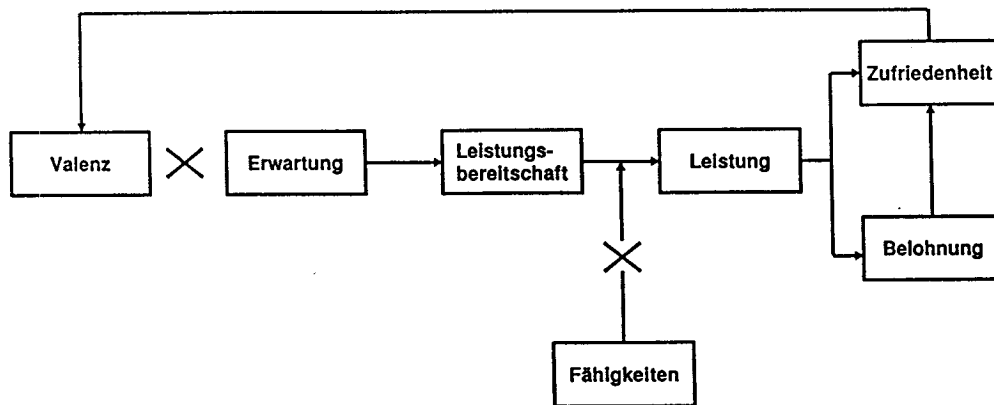 Zufriedenheit
Valenz
Erwartung
Leistungs-
bereitschaft
Leistung
Belohnung
Fähigkeiten